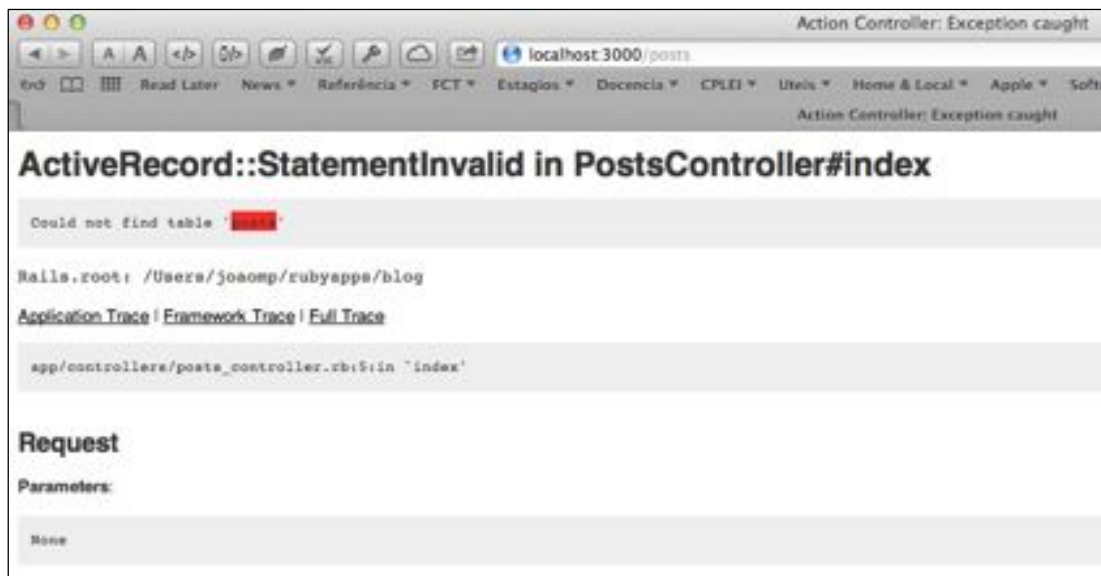 Action Controller: Exception caught
A A </> localhost:3000/posts
Read Later News Referência FCT Estagios Docencia CPLEI Uteis Home & Local Apple Soft
Action Controller: Exception caught
ActiveRecord::StatementInvalid in PostsController#index
Could not find table 'posts'
Rails.root: /Users/joaomp/rubyapps/blog
Application Trace | Framework Trace | Full Trace
app/controllers/posts_controller.rb:5:in `index'
Request
Parameters:
None